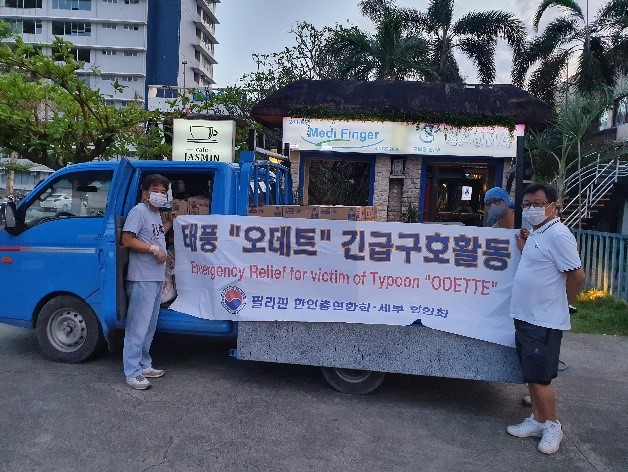 cafe
JASMIN
Medi Finger
태풍 "오데트" 긴급구호활동
Emergency Relief for victim of Typoon "ODETTE"
필리핀 한인총연합회·세부 한인회